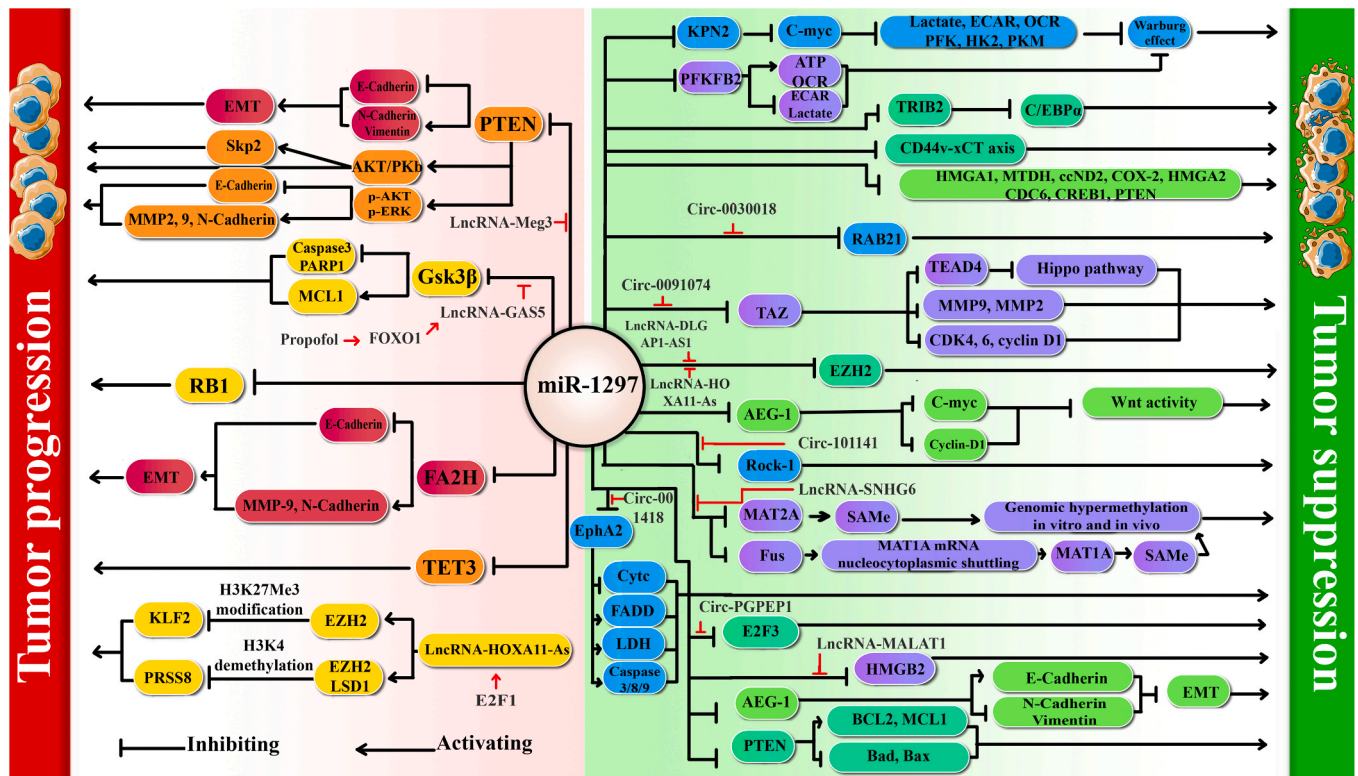 Tumor progression
EMT
E-Cadherin
N-Cadherin
Vimentin
PTEN
Skp2
AKT/PKb
E-Cadherin
MMP2, 9, N-Cadherin
p-AKT
p-ERK
LncRNA-Meg3
Caspase3
PARP1
MCL1
Gsk3β
LncRNA-GAS5
Propofol
FOXO1
RB1
miR-1297
E-Cadherin
EMT
MMP-9, N-Cadherin
FA2H
TET3
H3K27Me3
modification
KLF2
EZH2
H3K4
demethylation
PRSS8
EZH2
LSD1
LncRNA-HOXA11-As
E2F1
Inhibiting
Activating
KPN2
C-myc
Lactate, ECAR, OCR
PFK, HK2, PKM
Warburg
effect
PFKFB2
ATP
OCR
ECAR
Lactate
TRIB2
C/EBPα
CD44v-xCT axis
HMGA1, MTDH, ccND2, COX-2, HMGA2
CDC6, CREB1, PTEN
Circ-0030018
RAB21
Circ-0091074
TAZ
TEAD4
Hippo pathway
MMP9, MMP2
CDK4, 6, cyclin D1
LncRNA-DLG
AP1-AS1
EZH2
LncRNA-HO
XA11-As
AEG-1
C-myc
Cyclin-D1
Wnt activity
Circ-101141
Rock-1
LncRNA-SNHG6
MAT2A
SAMe
Genomic hypermethylation
in vitro and in vivo
Fus
MAT1A mRNA
nucleocytoplasmic shuttling
MAT1A
SAMe
Circ-00
1418
EphA2
Cytc
FADD
LDH
Caspase
3/8/9
Circ-PGPEP1
E2F3
LncRNA-MALAT1
HMGB2
AEG-1
E-Cadherin
N-Cadherin
Vimentin
EMT
PTEN
BCL2, MCL1
Bad, Bax
Tumor suppression